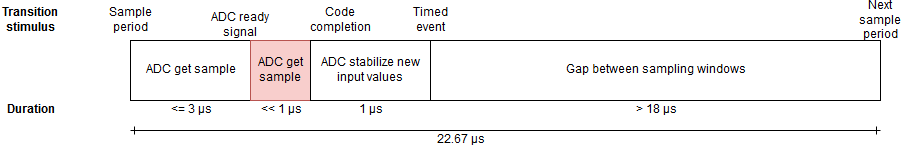 Transition stimulus
Sample period
ADC ready signal
Code completion
Timed event
Next sample period
ADC get sample
ADC get sample
ADC stabilize new input values
Gap between sampling windows
Duration
<= 3 µs
<< 1 µs
1 µs
> 18 µs
22.67 µs